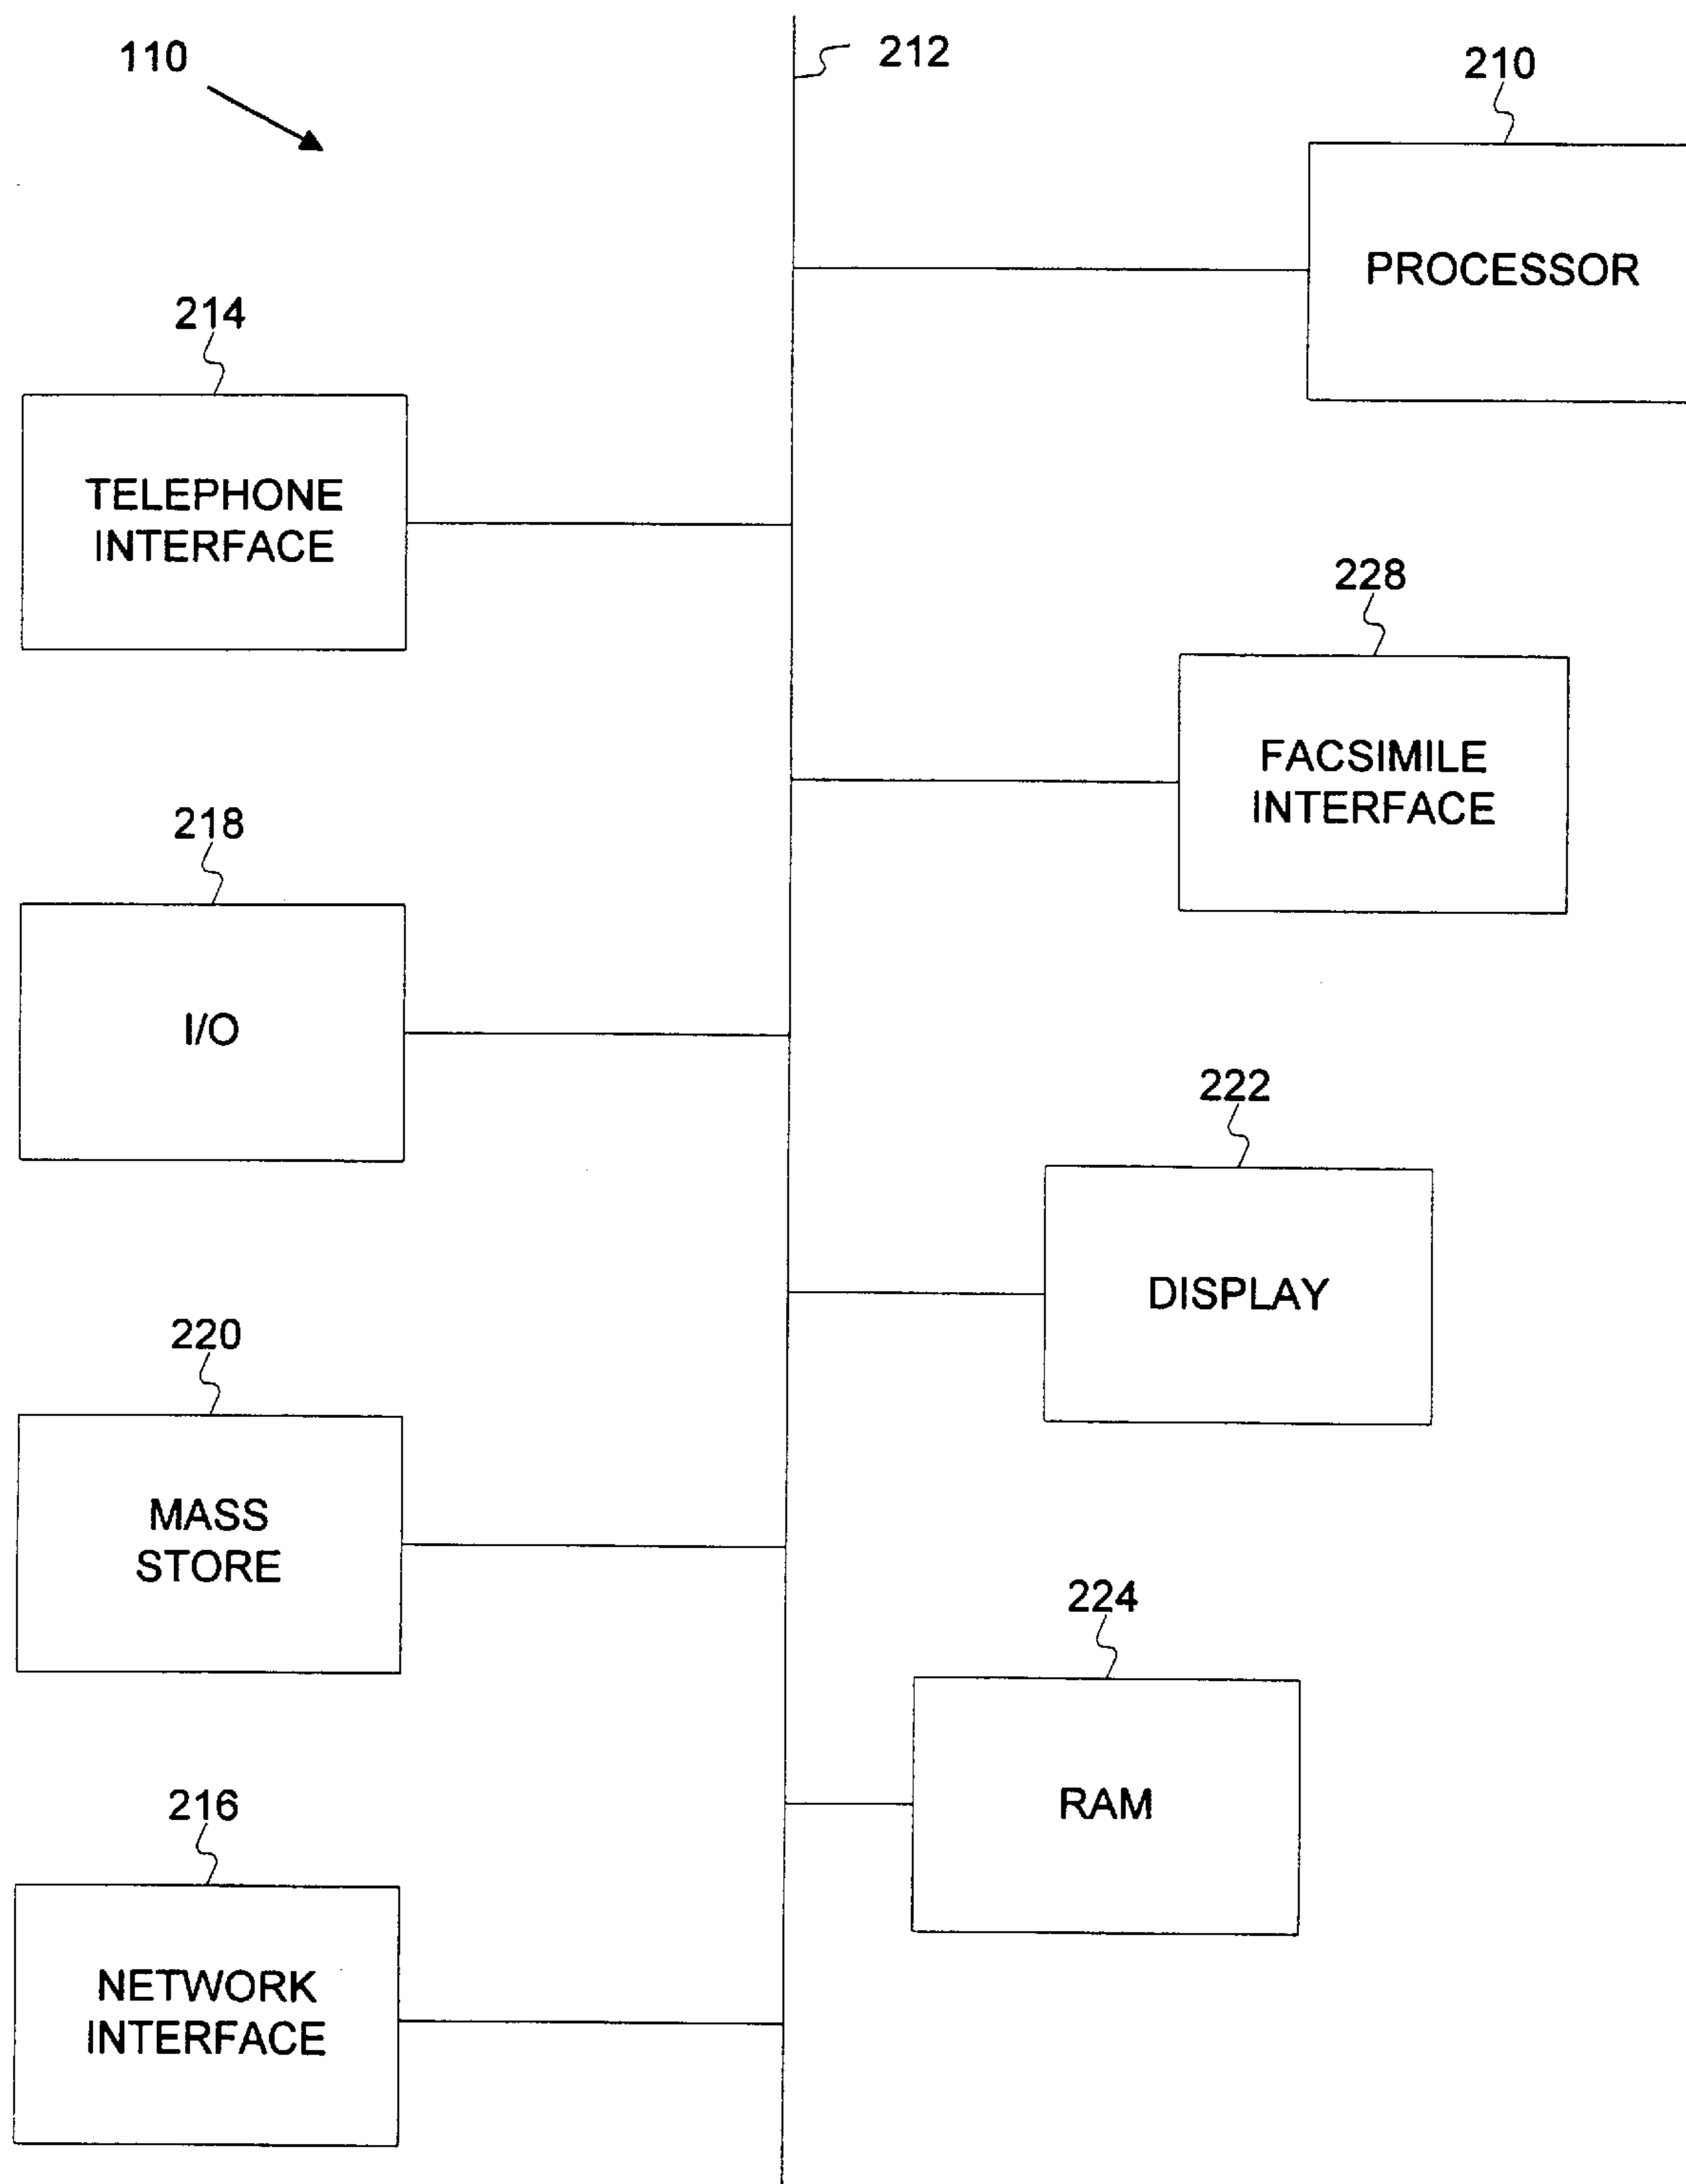 110
212
210
PROCESSOR
214
TELEPHONE
INTERFACE
228
FACSIMILE
INTERFACE
218
I/O
222
DISPLAY
220
MASS
STORE
224
RAM
216
NETWORK
INTERFACE